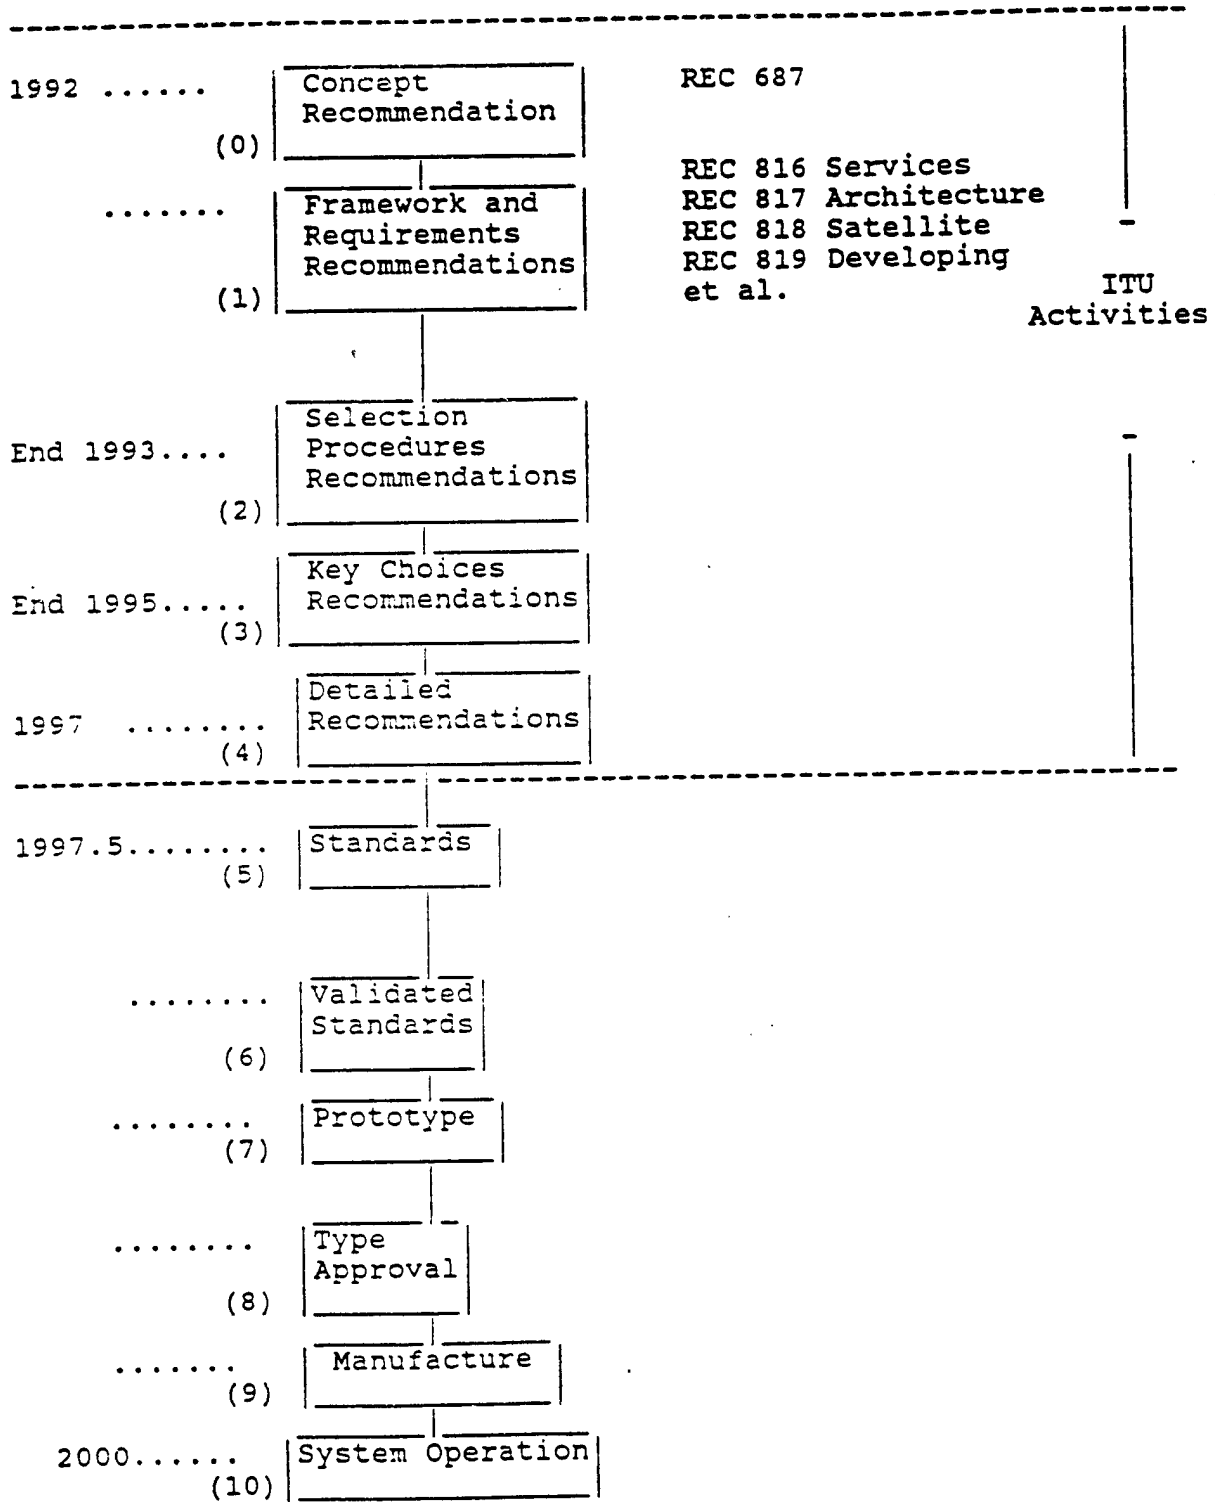 1992 ......
Concept
Recommendation
(0)
REC 687
.......
Framework and
Requirements
Recommendations
(1)
REC 816 Services
REC 817 Architecture
REC 818 Satellite
REC 819 Developing
et al.
ITU
Activities
End 1993....
Selection
Procedures
Recommendations
(2)
End 1995.....
Key Choices
Recommendations
(3)
1997 ........
Detailed
Recommendations
(4)
1997.5........
Standards
(5)
........
Validated
Standards
(6)
........
Prototype
(7)
........
Type
Approval
(8)
.......
Manufacture
(9)
2000......
System Operation
(10)